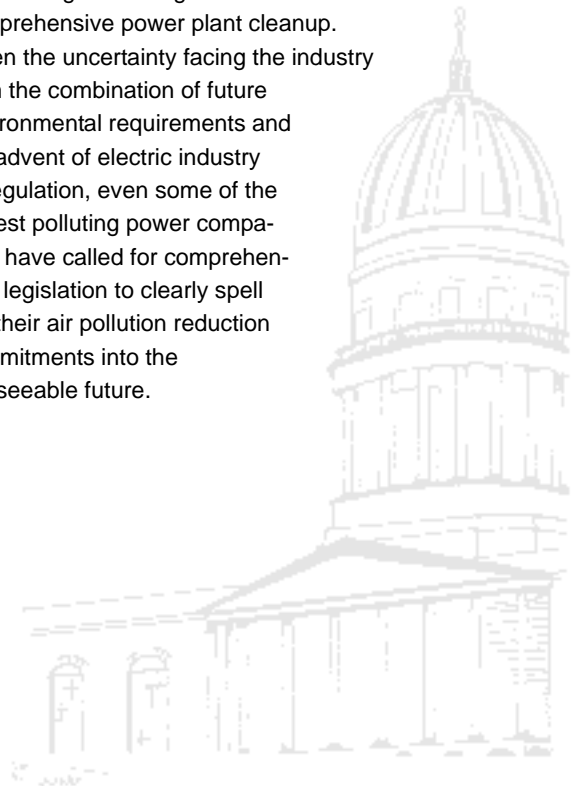 prehensive power plant cleanup.
en the uncertainty facing the industry
the combination of future
ronmental requirements and
advent of electric industry
egulation, even some of the
est polluting power compa-
have called for comprehen-
legislation to clearly spell
their air pollution reduction
mitments into the
seeable future.